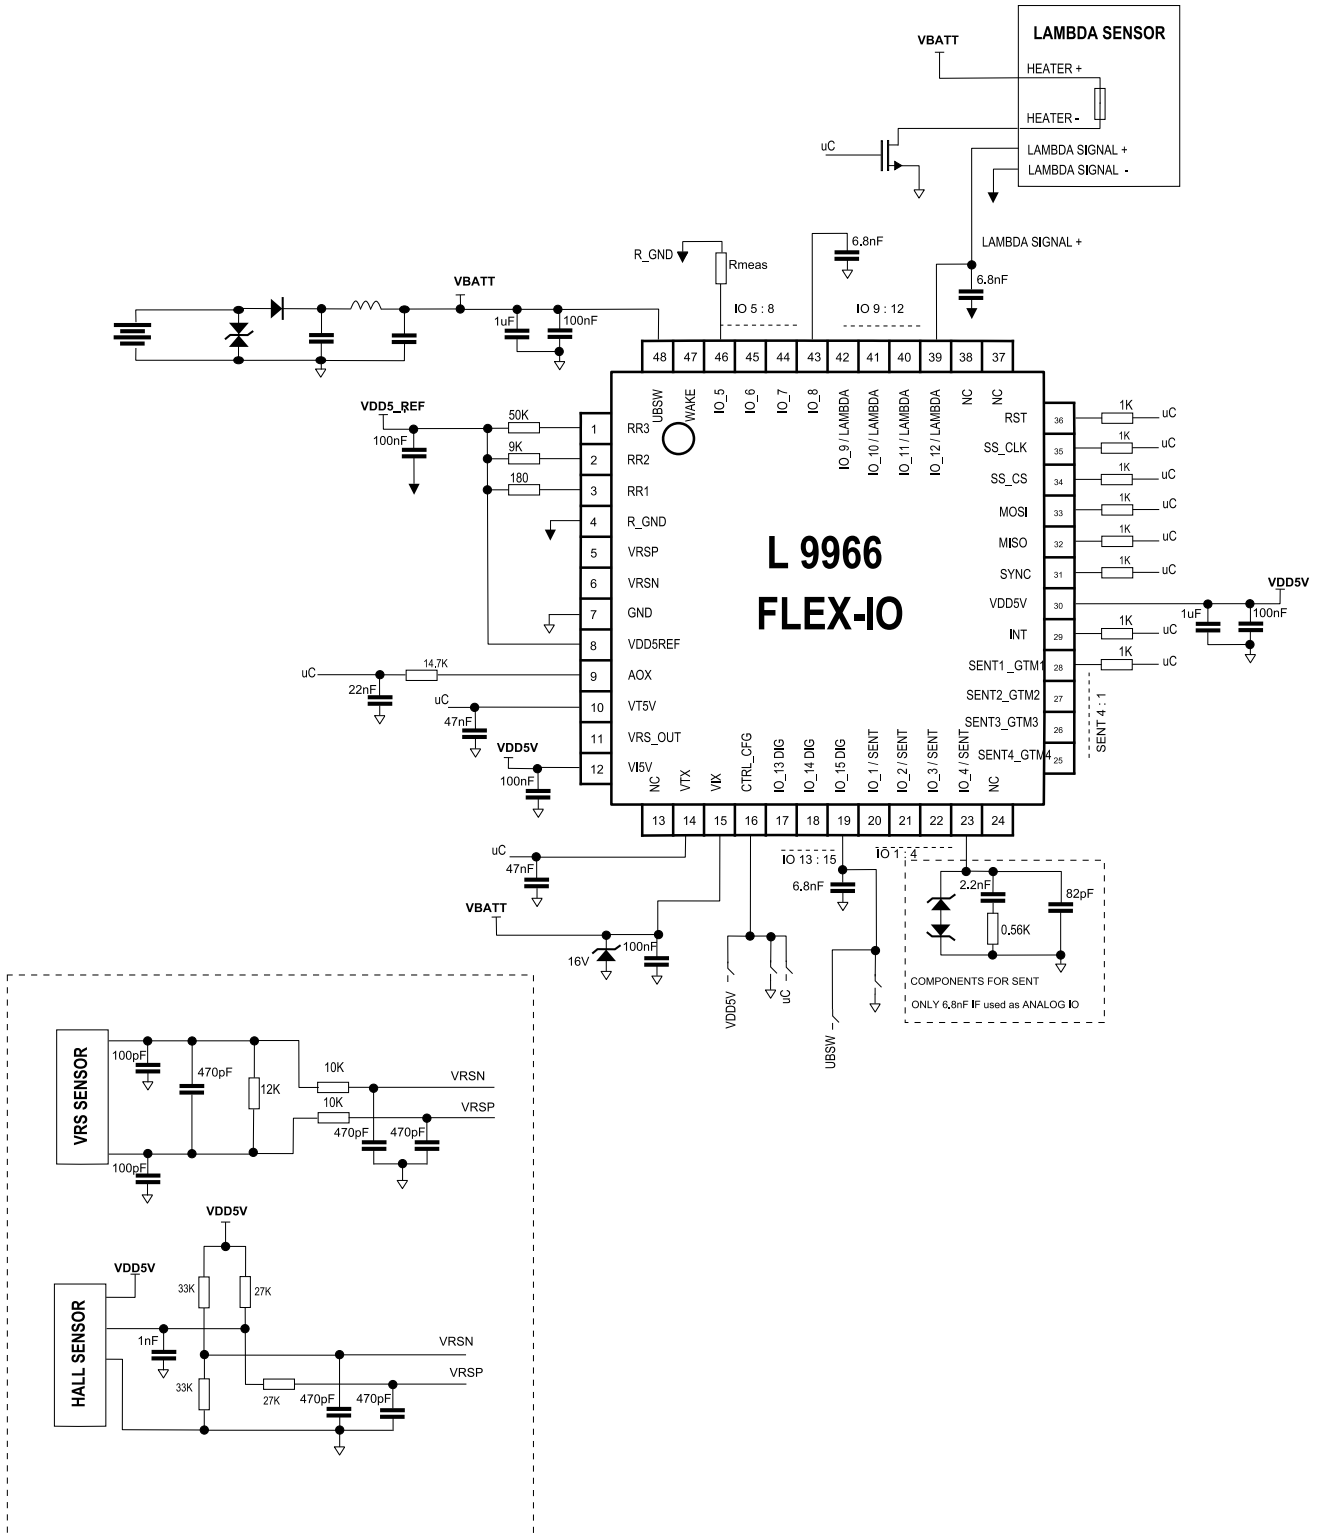 LAMBDA SENSOR
VBATT
HEATER +
HEATER -
uC
LAMBDA SIGNAL +
LAMBDA SIGNAL -
R_GND
Rmeas
6.8nF
LAMBDA SIGNAL +
6.8nF
VBATT
1uF
100nF
IO 5 : 8
IO 9 : 12
48
47
46
45
44
43
42
41
40
39
38
37
UBSW
WAKE
IO_5
IO_6
IO_7
IO_8
IO_9 / LAMBDA
IO_10 / LAMBDA
IO_11 / LAMBDA
IO_12 / LAMBDA
NC
NC
VDD5_REF
100nF
50K
9K
180
1 RR3
2 RR2
3 RR1
4 R_GND
5 VRSP
6 VRSN
7 GND
8 VDD5REF
9 AOX
10 VT5V
11 VRS_OUT
12 VI5V
uC
14.7K
22nF
uC
47nF
VDD5V
100nF
L 9966
FLEX-IO
RST 36 1K uC
SS_CLK 35 1K uC
SS_CS 34 1K uC
MOSI 33 1K uC
MISO 32 1K uC
SYNC 31 1K uC
VDD5V 30
VDD5V
1uF
100nF
INT 29 1K uC
SENT1_GTM1 28 1K uC
SENT2_GTM2 27
SENT3_GTM3 26
SENT4_GTM4 25
SENT 4 : 1
NC
VTX
VIX
CTRL_CFG
IO_13 DIG
IO_14 DIG
IO_15 DIG
IO_1 / SENT
IO_2 / SENT
IO_3 / SENT
IO_4 / SENT
NC
13
14
15
16
17
18
19
20
21
22
23
24
uC
47nF
VBATT
16V
100nF
IO 13 : 15
6.8nF
IO 1 : 4
VDD5V
uC
UBSW
2.2nF
82pF
0.56K
COMPONENTS FOR SENT
ONLY 6.8nF IF used as ANALOG IO
VRS SENSOR
100pF
470pF
12K
100pF
10K
10K
VRSN
VRSP
470pF
470pF
VDD5V
HALL SENSOR
VDD5V
33K
27K
1nF
33K
27K
VRSN
VRSP
470pF
470pF